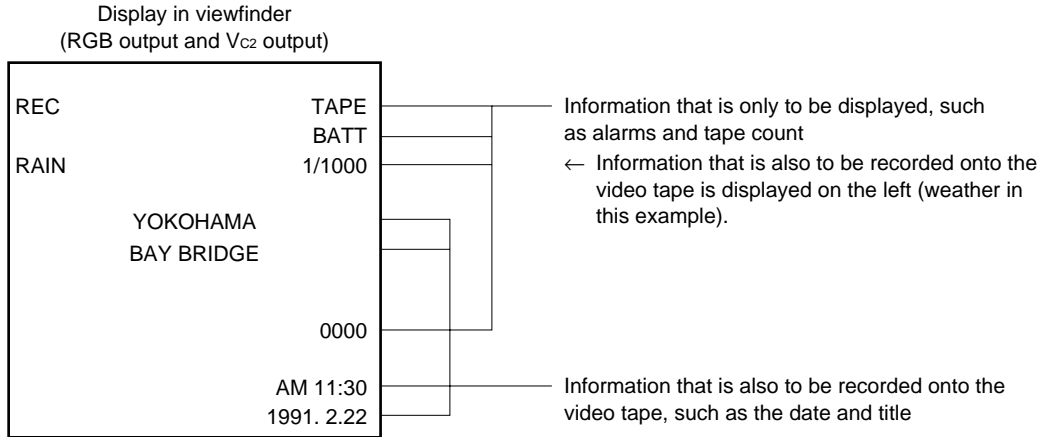 Display in viewfinder
(RGB output and VC2 output)
REC TAPE
BATT
RAIN 1/1000
YOKOHAMA
BAY BRIDGE
0000
AM 11:30
1991. 2.22
Information that is only to be displayed, such
as alarms and tape count
← Information that is also to be recorded onto the
video tape is displayed on the left (weather in
this example).
Information that is also to be recorded onto the
video tape, such as the date and title